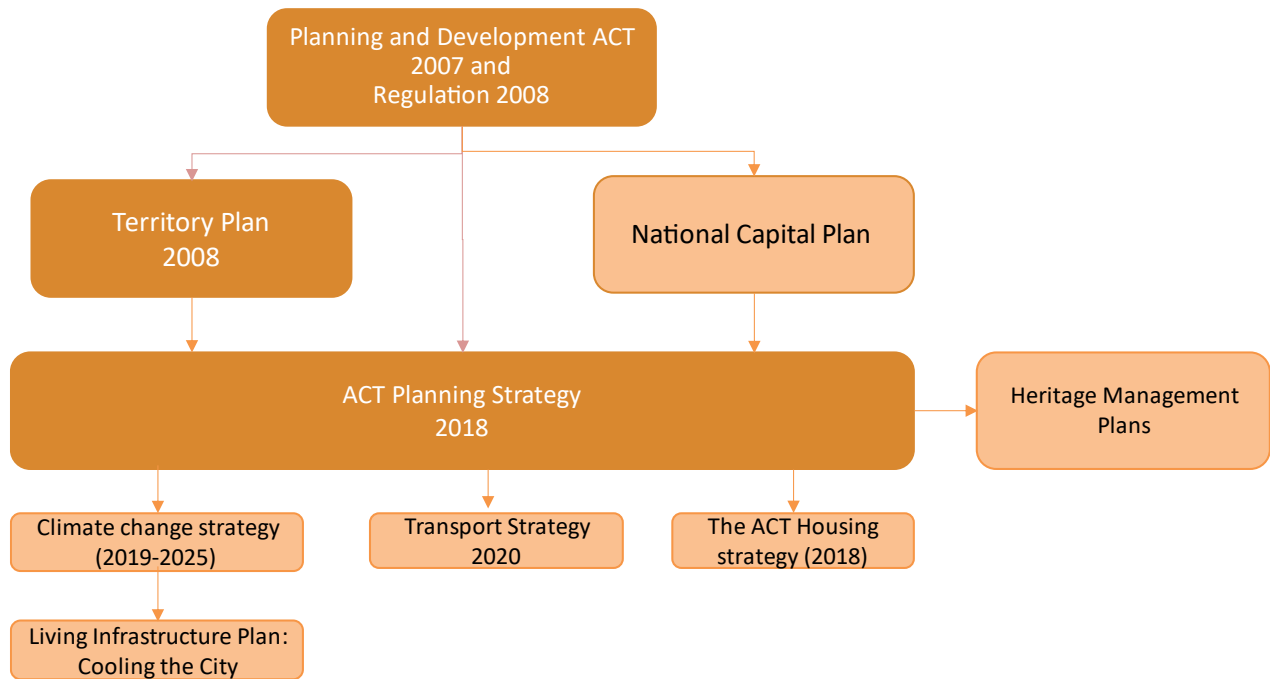 Planning and Development ACT
2007 and
Regulation 2008
Territory Plan
2008
National Capital Plan
ACT Planning Strategy
2018
Heritage Management
Plans
Climate change strategy
(2019-2025)
Transport Strategy
2020
The ACT Housing
strategy (2018)
Living Infrastructure Plan:
Cooling the City